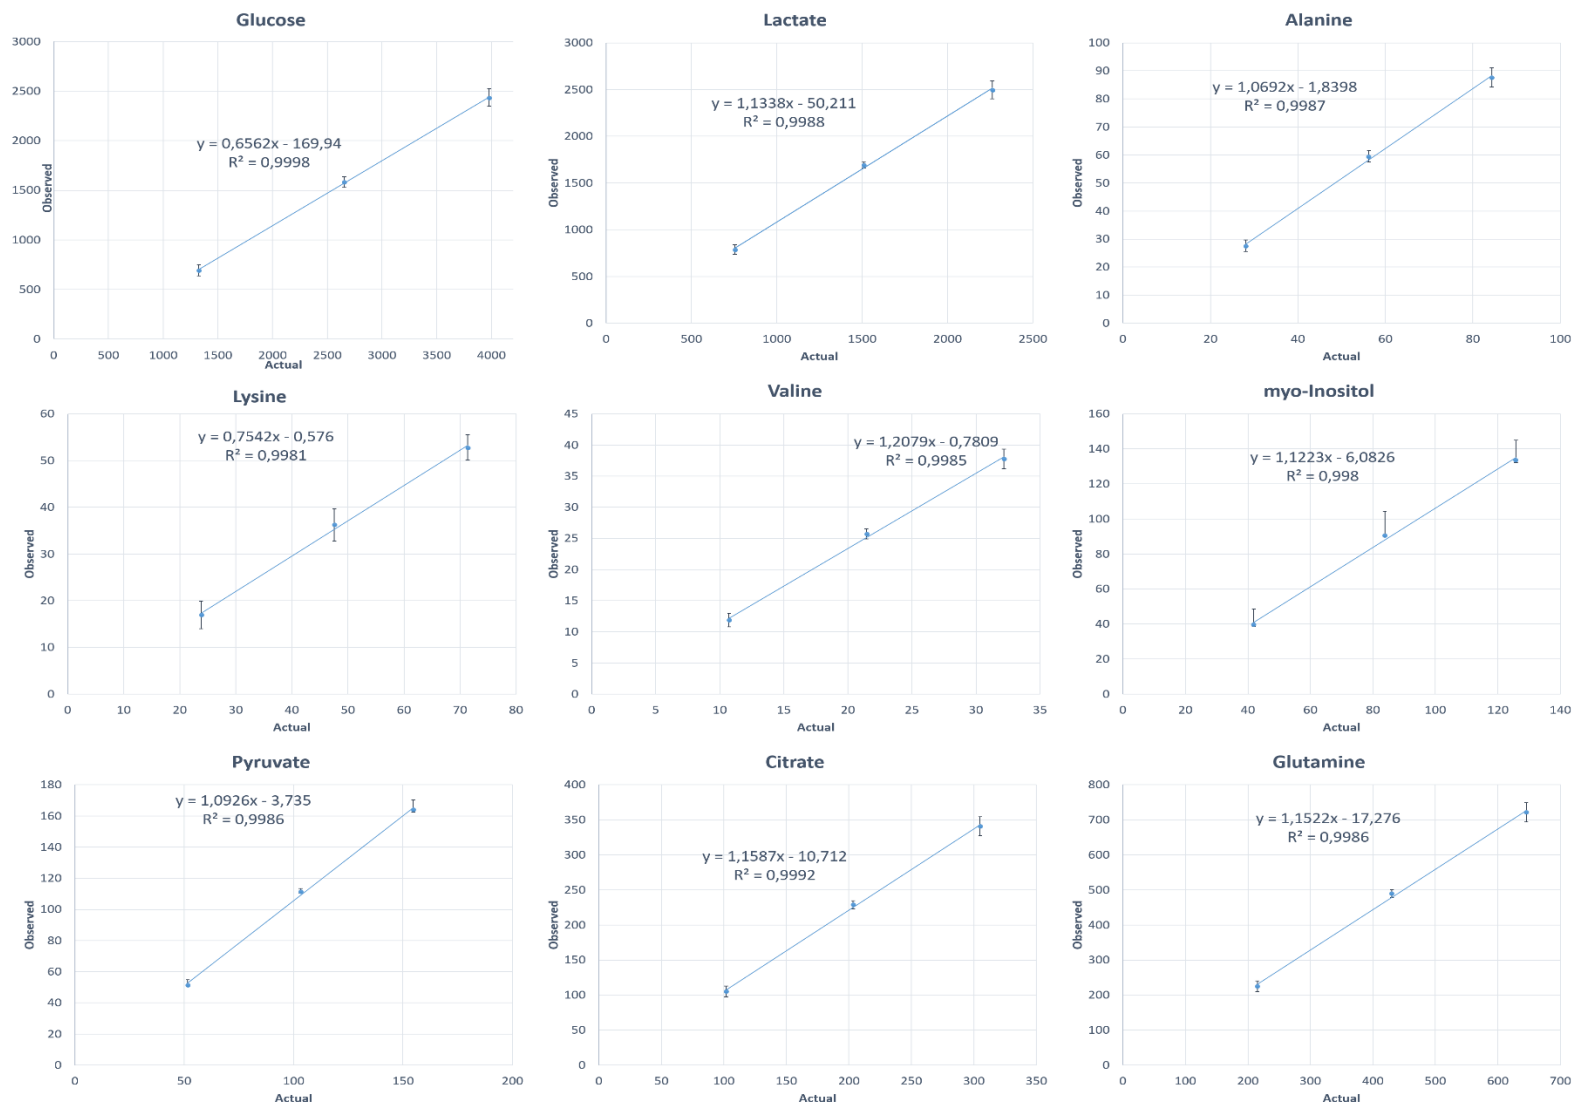 Glucose
3000
2500
2000
1500
1000
500
0
Observed
y = 0,6562x - 169,94
R² = 0,9998
0 500 1000 1500 2000 2500 3000 3500 4000
Actual
Lactate
3000
2500
2000
1500
1000
500
0
Observed
y = 1,1338x - 50,211
R² = 0,9988
0 500 1000 1500 2000 2500
Actual
Alanine
100
90
80
70
60
50
40
30
20
10
0
Observed
y = 1,0692x - 1,8398
R² = 0,9987
0 20 40 60 80 100
Actual
Lysine
60
50
40
30
20
10
0
Observed
y = 0,7542x - 0,576
R² = 0,9981
0 10 20 30 40 50 60 70 80
Actual
Valine
45
40
35
30
25
20
15
10
5
0
Observed
y = 1,2079x - 0,7809
R² = 0,9985
0 5 10 15 20 25 30 35
Actual
myo-Inositol
160
140
120
100
80
60
40
20
0
Observed
y = 1,1223x - 6,0826
R² = 0,998
0 20 40 60 80 100 120 140
Actual
Pyruvate
180
160
140
120
100
80
60
40
20
0
Observed
y = 1,0926x - 3,735
R² = 0,9986
0 50 100 150 200
Actual
Citrate
400
350
300
250
200
150
100
50
0
Observed
y = 1,1587x - 10,712
R² = 0,9992
0 50 100 150 200 250 300 350
Actual
Glutamine
800
700
600
500
400
300
200
100
0
Observed
y = 1,1522x - 17,276
R² = 0,9986
0 100 200 300 400 500 600 700
Actual